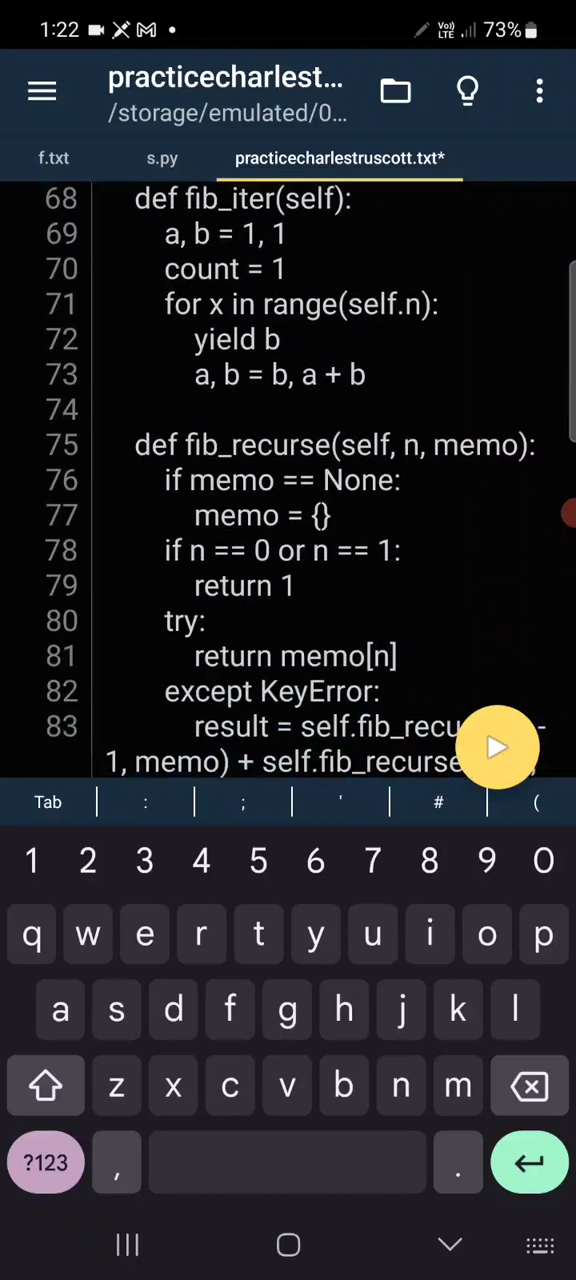 1:22 73%
Vo)) LTE
practicecharlest...
/storage/emulated/0...
f.txt s.py practicecharlestruscott.txt*
68 def fib_iter(self):
69 a, b = 1, 1
70 count = 1
71 for x in range(self.n):
72 yield b
73 a, b = b, a + b
74
75 def fib_recurse(self, n, memo):
76 if memo == None:
77 memo = {}
78 if n == 0 or n == 1:
79 return 1
80 try:
81 return memo[n]
82 except KeyError:
83 result = self.fib_recu -
1, memo) + self.fib_recurse
Tab : ; ' # (
1 2 3 4 5 6 7 8 9 0
q w e r t y u i o p
a s d f g h j k l
z x c v b n m
?123 , .